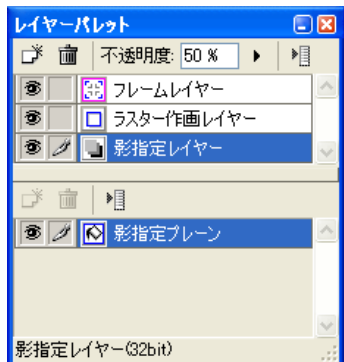 レイヤーパレット
不透明度: 50 %
フレームレイヤー
ラスター作画レイヤー
影指定レイヤー
影指定プレーン
影指定レイヤー(32bit)